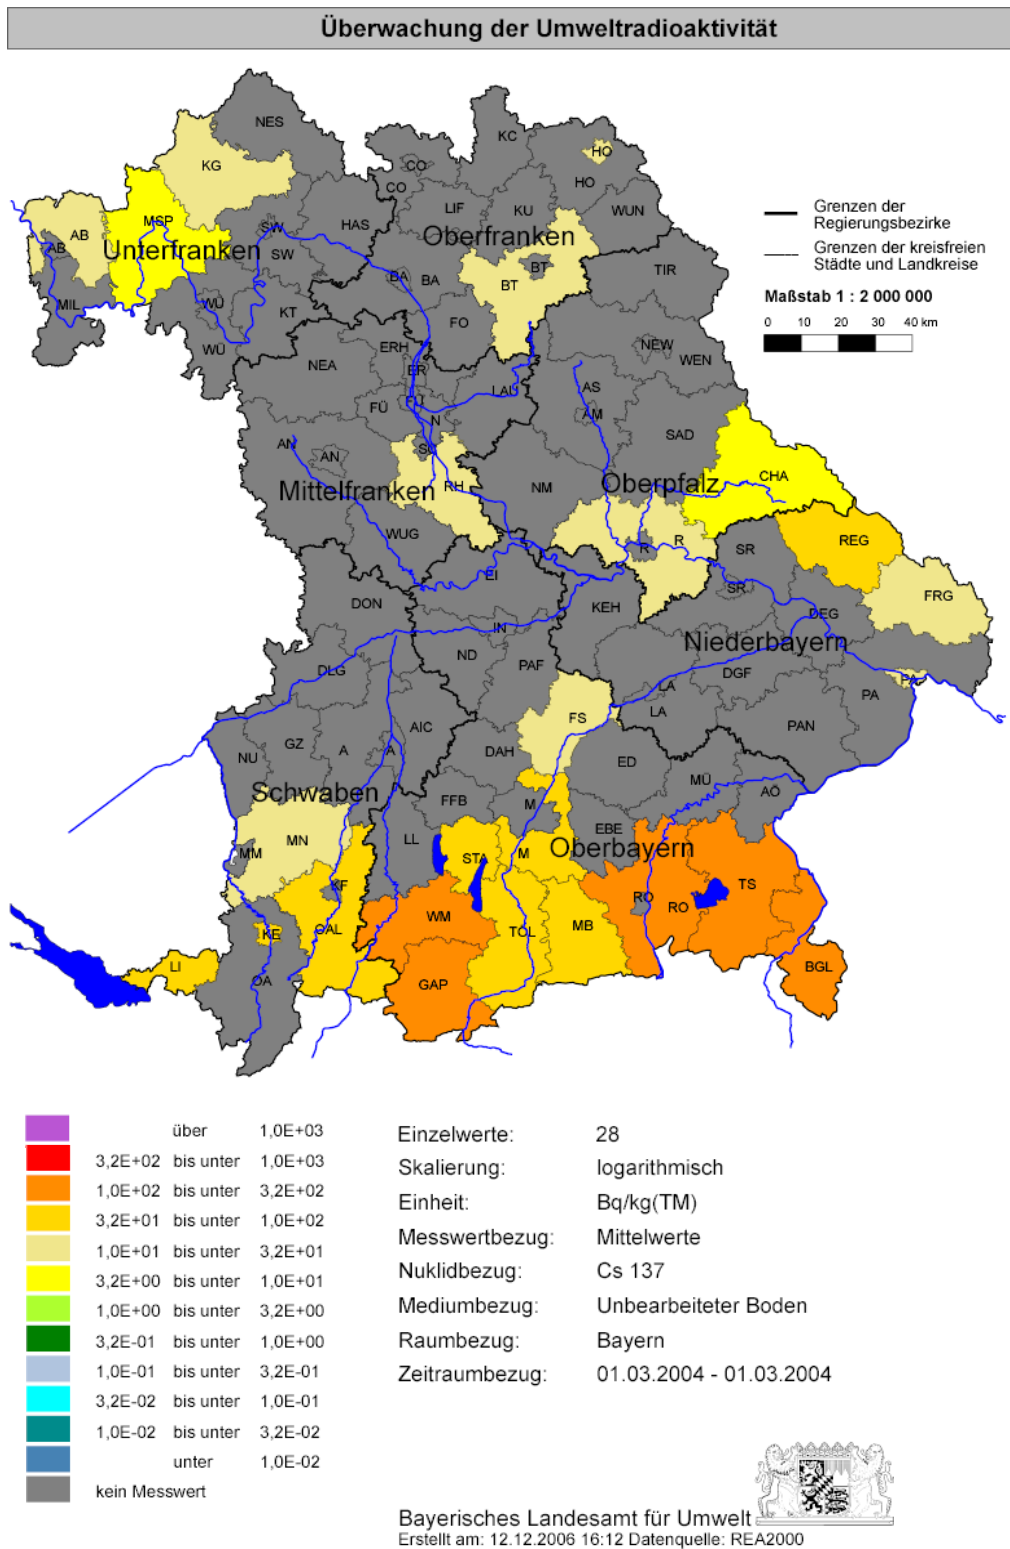 Überwachung der Umweltradioaktivität
NES
KC
KG
CO
HO
CO
HO
KU
WUN
LIF
MSP
HAS
SW
AB
Unterfranken
Oberfranken
AB
SW
BT
TIR
BA
BA
BT
MIL
WÜ
KT
FO
WÜ
ERH
NEW
WEN
NEA
ER
AS
LAU
FÜ
FÜ
AM
N
SAD
AN
SC
AN
CHA
Mittelfranken
RH
NM
Oberpfalz
WUG
R
R
SR
REG
EI
SR
FRG
DON
KEH
DEG
IN
Niederbayern
ND
DLG
PAF
DGF
PA
LA
PA
FS
LA
AIC
PAN
GZ
A
A
DAH
NU
ED
MÜ
Schwaben
FFB
M
AÖ
EBE
LL
MN
Oberbayern
MM
STA
M
KF
TS
RO
RO
WM
OAL
KE
TÖL
MB
LI
OA
GAP
BGL
Grenzen der
Regierungsbezirke
Grenzen der kreisfreien
Städte und Landkreise
Maßstab 1 : 2 000 000
0 10 20 30 40 km
über 1,0E+03
3,2E+02 bis unter 1,0E+03
1,0E+02 bis unter 3,2E+02
3,2E+01 bis unter 1,0E+02
1,0E+01 bis unter 3,2E+01
3,2E+00 bis unter 1,0E+01
1,0E+00 bis unter 3,2E+00
3,2E-01 bis unter 1,0E+00
1,0E-01 bis unter 3,2E-01
3,2E-02 bis unter 1,0E-01
1,0E-02 bis unter 3,2E-02
unter 1,0E-02
kein Messwert
Einzelwerte: 28
Skalierung: logarithmisch
Einheit: Bq/kg(TM)
Messwertbezug: Mittelwerte
Nuklidbezug: Cs 137
Mediumbezug: Unbearbeiteter Boden
Raumbezug: Bayern
Zeitraumbezug: 01.03.2004 - 01.03.2004
Bayerisches Landesamt für Umwelt
Erstellt am: 12.12.2006 16:12 Datenquelle: REA2000